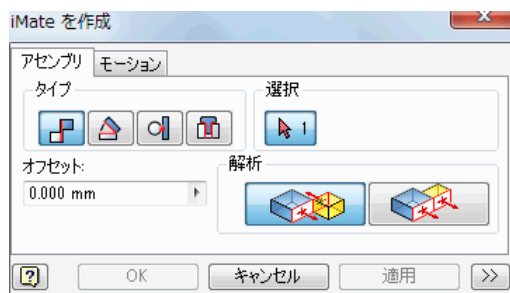 iMate を作成
アセンブリ モーション
タイプ 選択
1
オフセット: 解析
0.000 mm
OK キャンセル 適用 >>